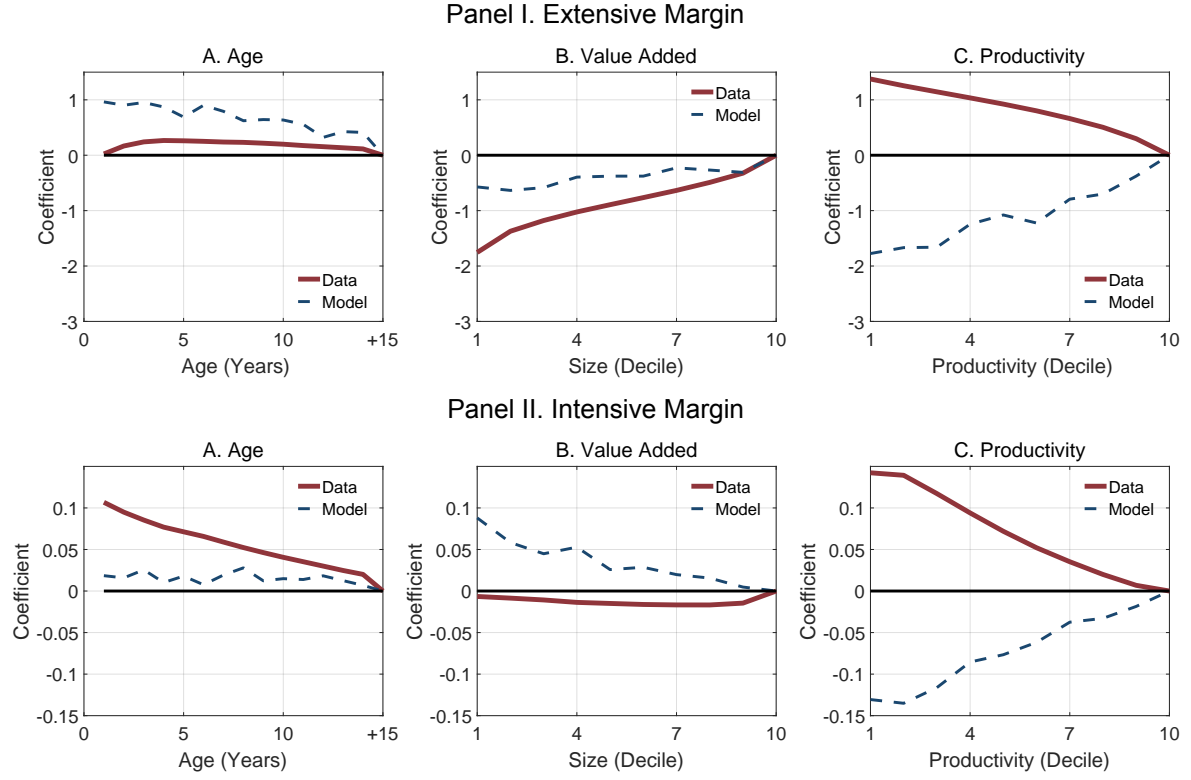 Panel I. Extensive Margin
A. Age
B. Value Added
C. Productivity
Coefficient
1
0
-1
-2
-3
Data
Model
0
5
10
+15
Age (Years)
Coefficient
1
0
-1
-2
-3
Data
Model
1
4
7
10
Size (Decile)
Coefficient
1
0
-1
-2
-3
Data
Model
1
4
7
10
Productivity (Decile)
Panel II. Intensive Margin
A. Age
B. Value Added
C. Productivity
Coefficient
0.1
0.05
0
-0.05
-0.1
-0.15
Data
Model
0
5
10
+15
Age (Years)
Coefficient
0.1
0.05
0
-0.05
-0.1
-0.15
Data
Model
1
4
7
10
Size (Decile)
Coefficient
0.1
0.05
0
-0.05
-0.1
-0.15
Data
Model
1
4
7
10
Productivity (Decile)